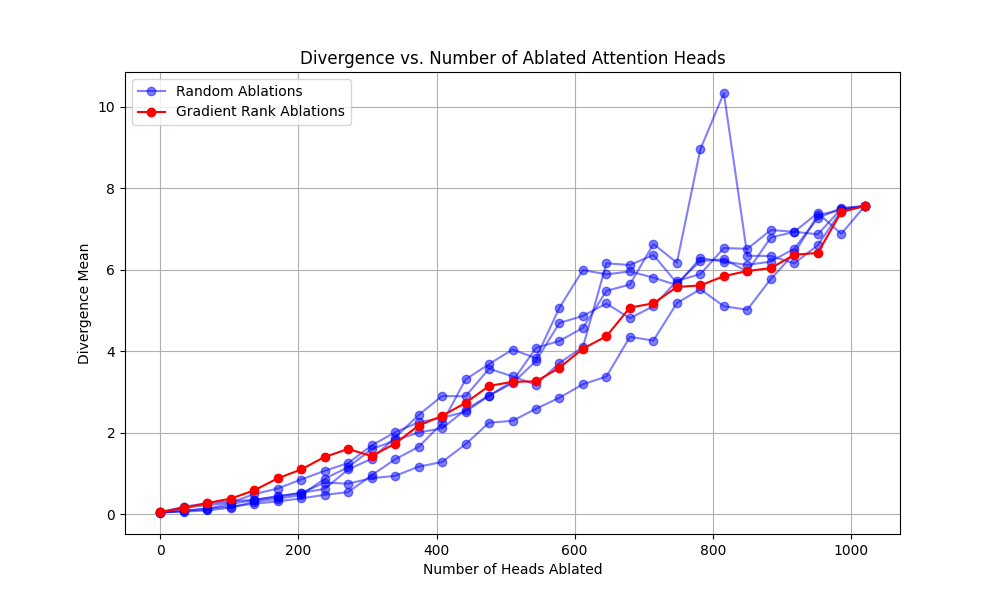 Divergence vs. Number of Ablated Attention Heads
Random Ablations
Gradient Rank Ablations
Divergence Mean
10
8
6
4
2
0
0 200 400 600 800 1000
Number of Heads Ablated